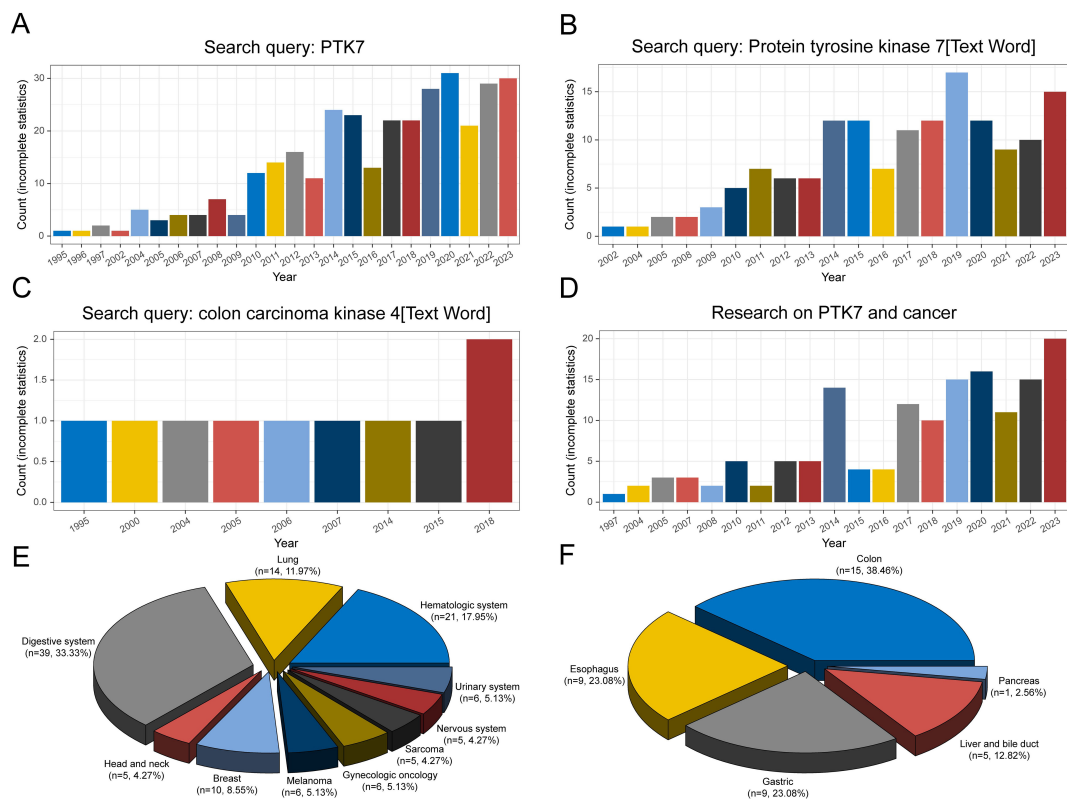 A
Search query: PTK7
Count (incomplete statistics)
30
20
10
0
1995 1996 1997 2002 2004 2005 2006 2007 2008 2009 2010 2011 2012 2013 2014 2015 2016 2017 2018 2019 2020 2021 2022 2023
Year
B
Search query: Protein tyrosine kinase 7[Text Word]
Count (incomplete statistics)
15
10
5
0
2002 2004 2005 2008 2009 2010 2011 2012 2013 2014 2015 2016 2017 2018 2019 2020 2021 2022 2023
Year
C
Search query: colon carcinoma kinase 4[Text Word]
Count (incomplete statistics)
2.0
1.5
1.0
0.5
0.0
1995 2000 2004 2005 2006 2007 2014 2015 2018
Year
D
Research on PTK7 and cancer
Count (incomplete statistics)
20
15
10
5
0
1997 2004 2005 2007 2008 2010 2011 2012 2013 2014 2015 2016 2017 2018 2019 2020 2021 2022 2023
Year
E
Lung
(n=14, 11.97%)
Hematologic system
(n=21, 17.95%)
Digestive system
(n=39, 33.33%)
Urinary system
(n=6, 5.13%)
Nervous system
(n=5, 4.27%)
Sarcoma
(n=5, 4.27%)
Gynecologic oncology
(n=6, 5.13%)
Melanoma
(n=6, 5.13%)
Breast
(n=10, 8.55%)
Head and neck
(n=5, 4.27%)
F
Colon
(n=15, 38.46%)
Esophagus
(n=9, 23.08%)
Pancreas
(n=1, 2.56%)
Liver and bile duct
(n=5, 12.82%)
Gastric
(n=9, 23.08%)